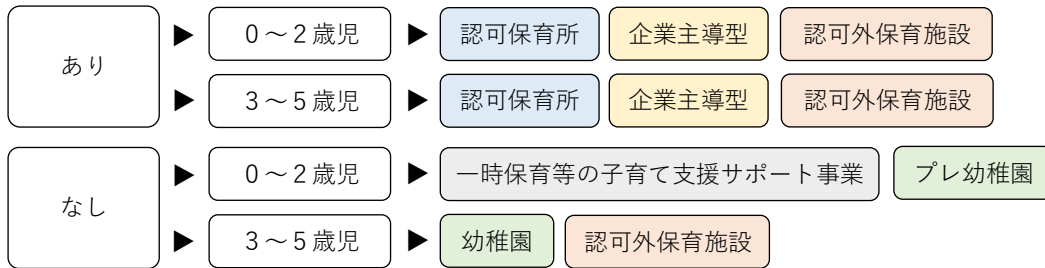 あり
▶ 0～2歳児 ▶ 認可保育所 企業主導型 認可外保育施設
▶ 3～5歳児 ▶ 認可保育所 企業主導型 認可外保育施設
なし
▶ 0～2歳児 ▶ 一時保育等の子育て支援サポート事業 プレ幼稚園
▶ 3～5歳児 ▶ 幼稚園 認可外保育施設